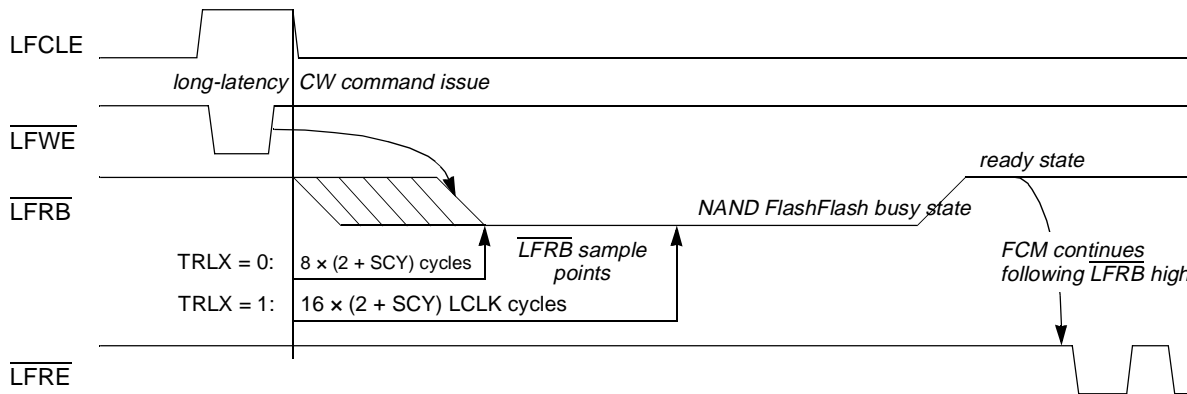 LFCLE
long-latency CW command issue
LFWE
ready state
LFRB
NAND FlashFlash busy state
TRLX = 0: 8 × (2 + SCY) cycles
LFRB sample
points
FCM continues
following LFRB high
TRLX = 1: 16 × (2 + SCY) LCLK cycles
LFRE